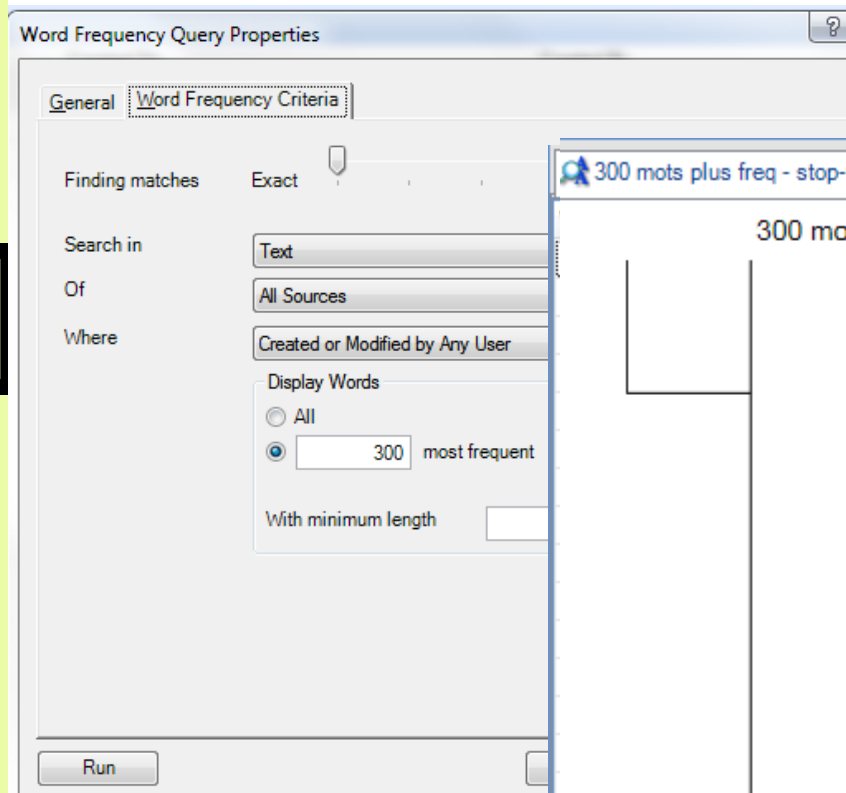 Word Frequency Query Properties
?
General Word Frequency Criteria
Finding matches Exact
300 mots plus freq - stop-
300 mo
Search in Text
Of All Sources
Where Created or Modified by Any User
Display Words
All
300 most frequent
With minimum length
Run